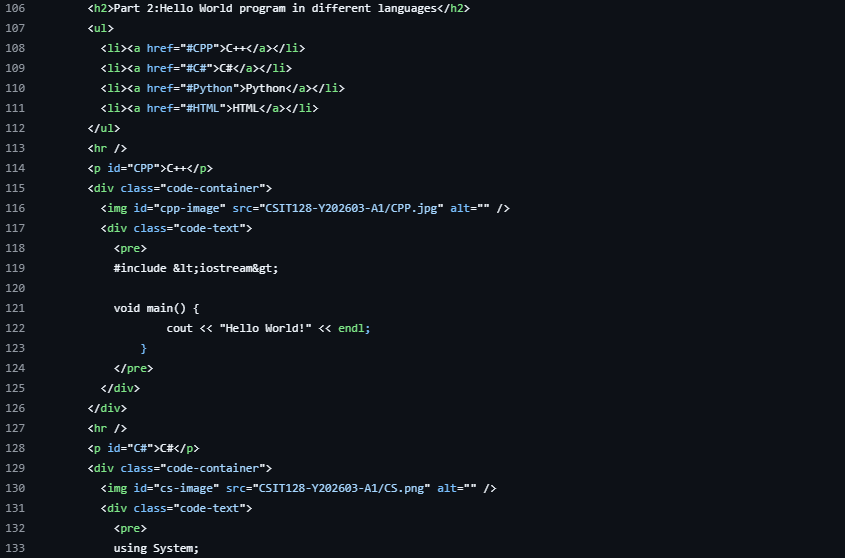 106 <h2>Part 2:Hello World program in different languages</h2>
107 <ul>
108 <li><a href="#CPP">C++</a></li>
109 <li><a href="#C#">C#</a></li>
110 <li><a href="#Python">Python</a></li>
111 <li><a href="#HTML">HTML</a></li>
112 </ul>
113 <hr />
114 <p id="CPP">C++</p>
115 <div class="code-container">
116 <img id="cpp-image" src="CSIT128-Y202603-A1/CPP.jpg" alt="" />
117 <div class="code-text">
118 <pre>
119 #include &lt;iostream&gt;
120
121 void main() {
122 cout << "Hello World!" << endl;
123 }
124 </pre>
125 </div>
126 </div>
127 <hr />
128 <p id="C#">C#</p>
129 <div class="code-container">
130 <img id="cs-image" src="CSIT128-Y202603-A1/CS.png" alt="" />
131 <div class="code-text">
132 <pre>
133 using System;